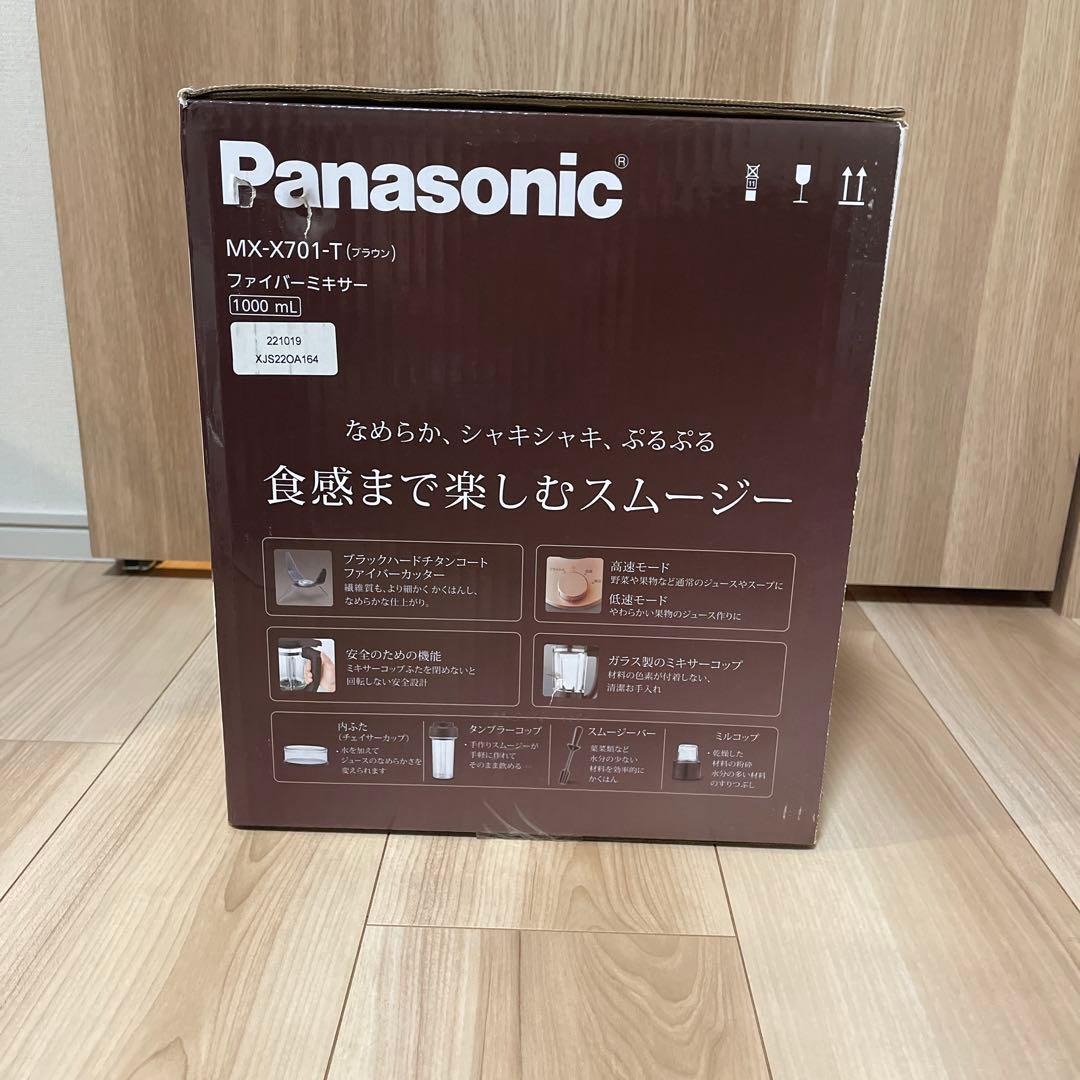 Panasonic®
MX-X701-T(ブラウン)
ファイバーミキサー
1000 mL
221019
XJS22OA164
11
なめらか、シャキシャキ、ぷるぷる
食感まで楽しむスムージー
ブラックハードチタンコート
ファイバーカッター
繊維質も、より細かくかくはんし、
なめらかな仕上がり。
高速モード
野菜や果物など通常のジュースやスープに
低速モード
やわらかい果物のジュース作りに
安全のための機能
ミキサーコップふたを閉めないと
回転しない安全設計
ガラス製のミキサーコップ
材料の色素が付着しない、
清潔お手入れ
内ふた
(チェイサーカップ)
・水を加えて
ジュースのなめらかさを
変えられます
タンブラーコップ
・手作りスムージーが
手軽に作れて
そのまま飲める
スムージーバー
葉菜類など
水分の少ない
材料を効率的に
かくはん
ミルコップ
・乾燥した
材料の粉砕
水分の多い材料
のすりつぶし